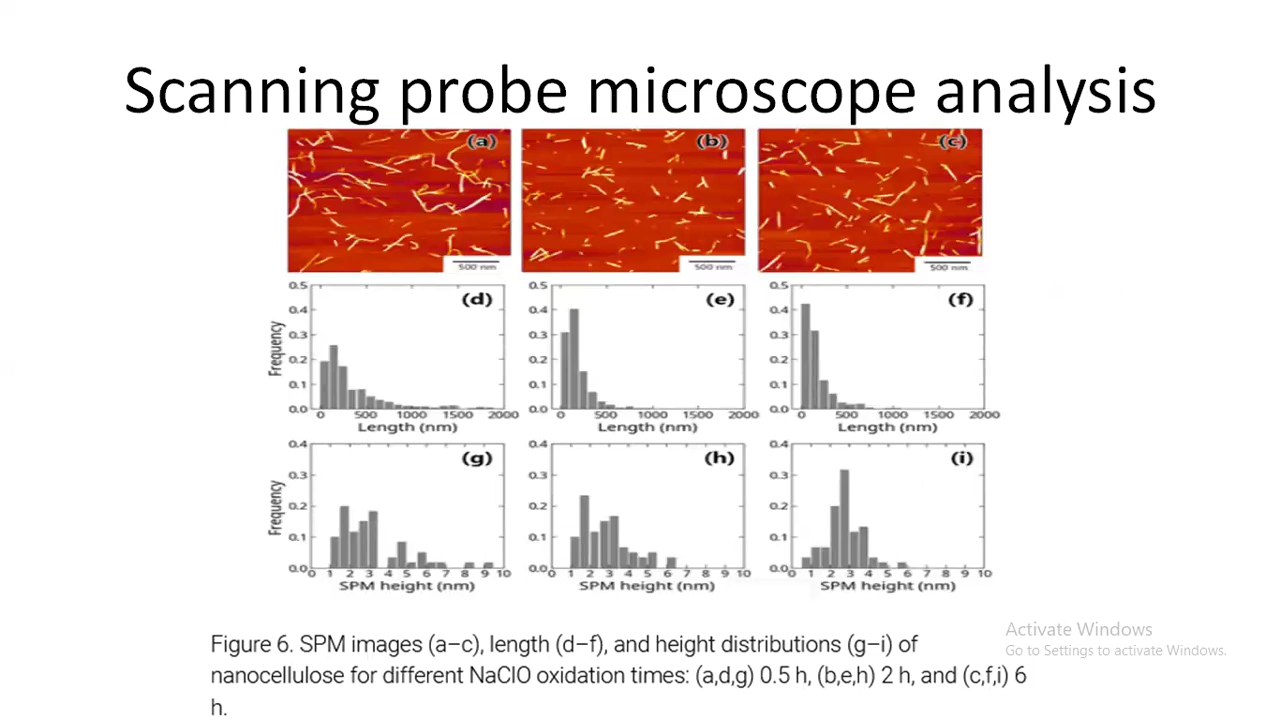 Scanning probe microscope analysis
(a) (b) (c)
500 nm 500 nm 500 nm
0.5 (d) 0.5 (e) 0.5 (f)
0.4 0.4 0.4
0.3 0.3 0.3
0.2 0.2 0.2
0.1 0.1 0.1
0.0 0.0 0.0
Frequency
0 500 1000 1500 2000 0 500 1000 1500 2000 0 500 1000 1500 2000
Length (nm) Length (nm) Length (nm)
0.4 (g) 0.4 (h) 0.4 (i)
0.3 0.3 0.3
0.2 0.2 0.2
0.1 0.1 0.1
0.0 0.0 0.0
Frequency
0 1 2 3 4 5 6 7 8 9 10 0 1 2 3 4 5 6 7 8 9 10 0 1 2 3 4 5 6 7 8 9 10
SPM height (nm) SPM height (nm) SPM height (nm)
Figure 6. SPM images (a–c), length (d–f), and height distributions (g–i) of
nanocellulose for different NaClO oxidation times: (a,d,g) 0.5 h, (b,e,h) 2 h, and (c,f,i) 6
h.
Activate Windows
Go to Settings to activate Windows.